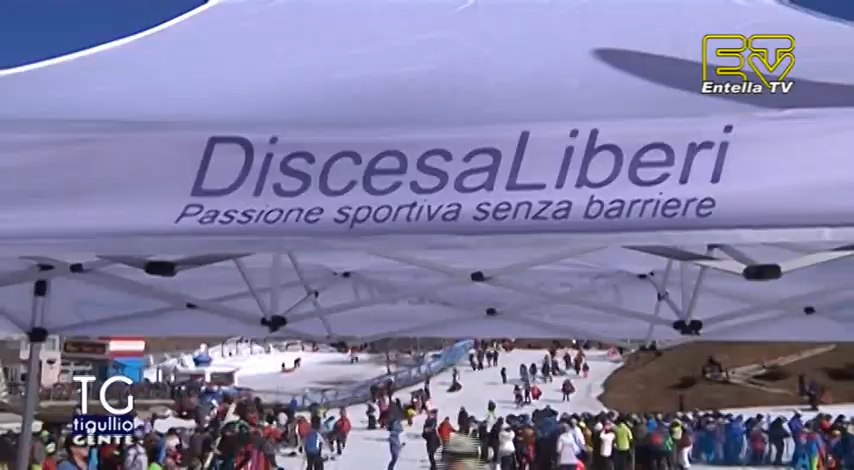 ETV
Entella TV
DiscesaLiberi
Passione sportiva senza barriere
TG
tigullio
GENTE